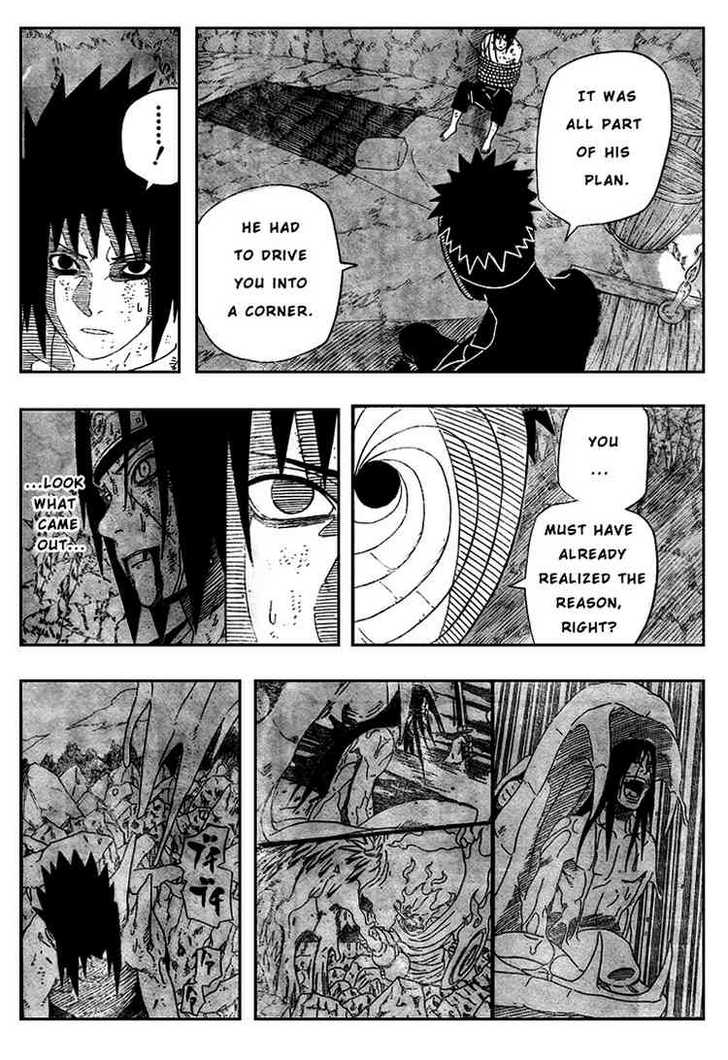 IT WAS
ALL PART
OF HIS
PLAN.
HE HAD
TO DRIVE
YOU INTO
A CORNER.
......!
YOU
...
MUST HAVE
ALREADY
REALIZED THE
REASON,
RIGHT?
...LOOK
WHAT
CAME
OUT...